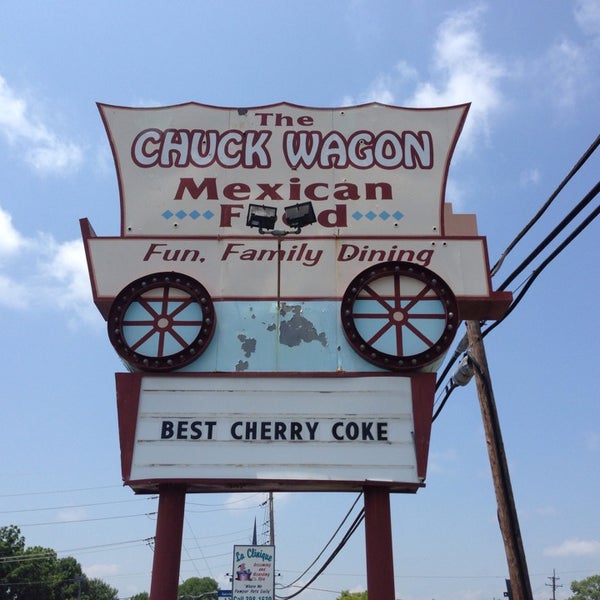 The
CHUCK WAGON
Mexican
Food
Fun, Family Dining
BEST CHERRY COKE
La Clinique